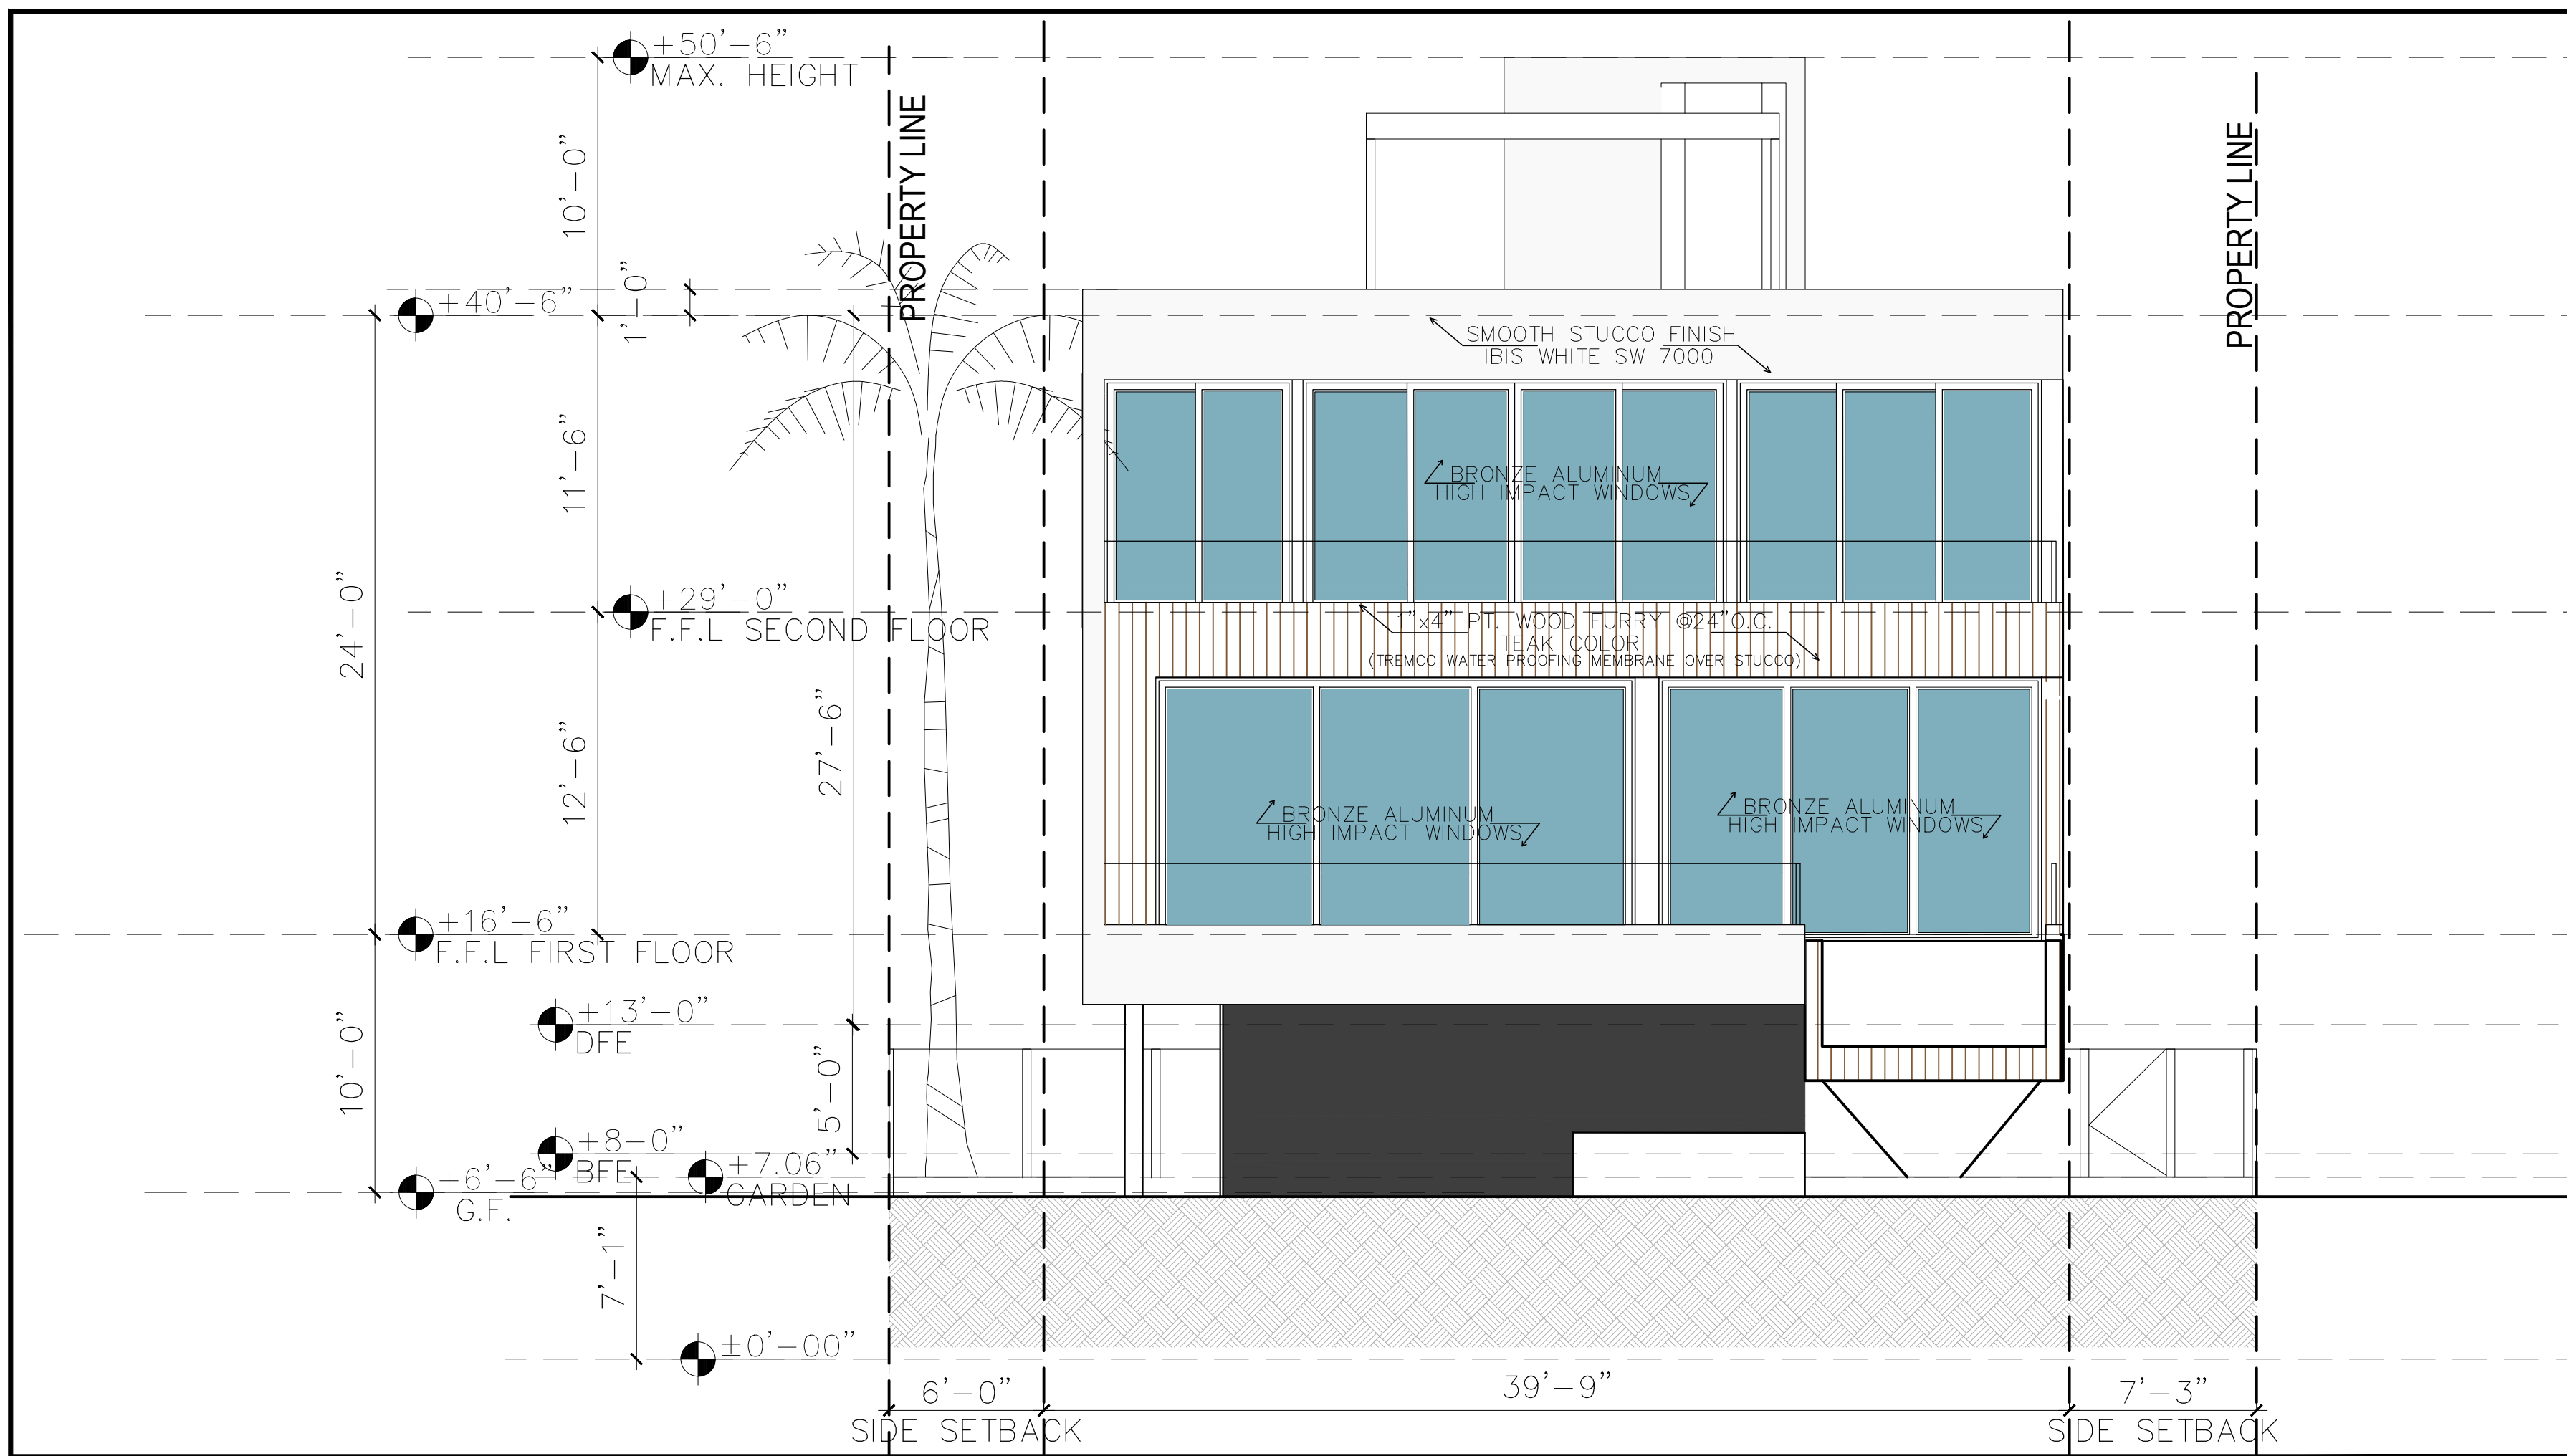 +50'-6"
MAX. HEIGHT
PROPERTY LINE
PROPERTY LINE
10'-0"
1'-0"
+40'-6"
SMOOTH STUCCO FINISH
IBIS WHITE SW 7000
11'-6"
BRONZE ALUMINUM
HIGH IMPACT WINDOWS
24'-0"
+29'-0"
F.F.L SECOND FLOOR
1"x4" PT. WOOD FURRY @24"O.C.
TEAK COLOR
(TREMCO WATER PROOFING MEMBRANE OVER STUCCO)
12'-6"
27'-6"
BRONZE ALUMINUM
HIGH IMPACT WINDOWS
BRONZE ALUMINUM
HIGH IMPACT WINDOWS
+16'-6"
F.F.L FIRST FLOOR
+13'-0"
DFE
10'-0"
5'-0"
+8-0"
BFE
+7.06"
GARDEN
+6'-6"
G.F.
7'-1"
±0'-00"
6'-0"
39'-9"
7'-3"
SIDE SETBACK
SIDE SETBACK